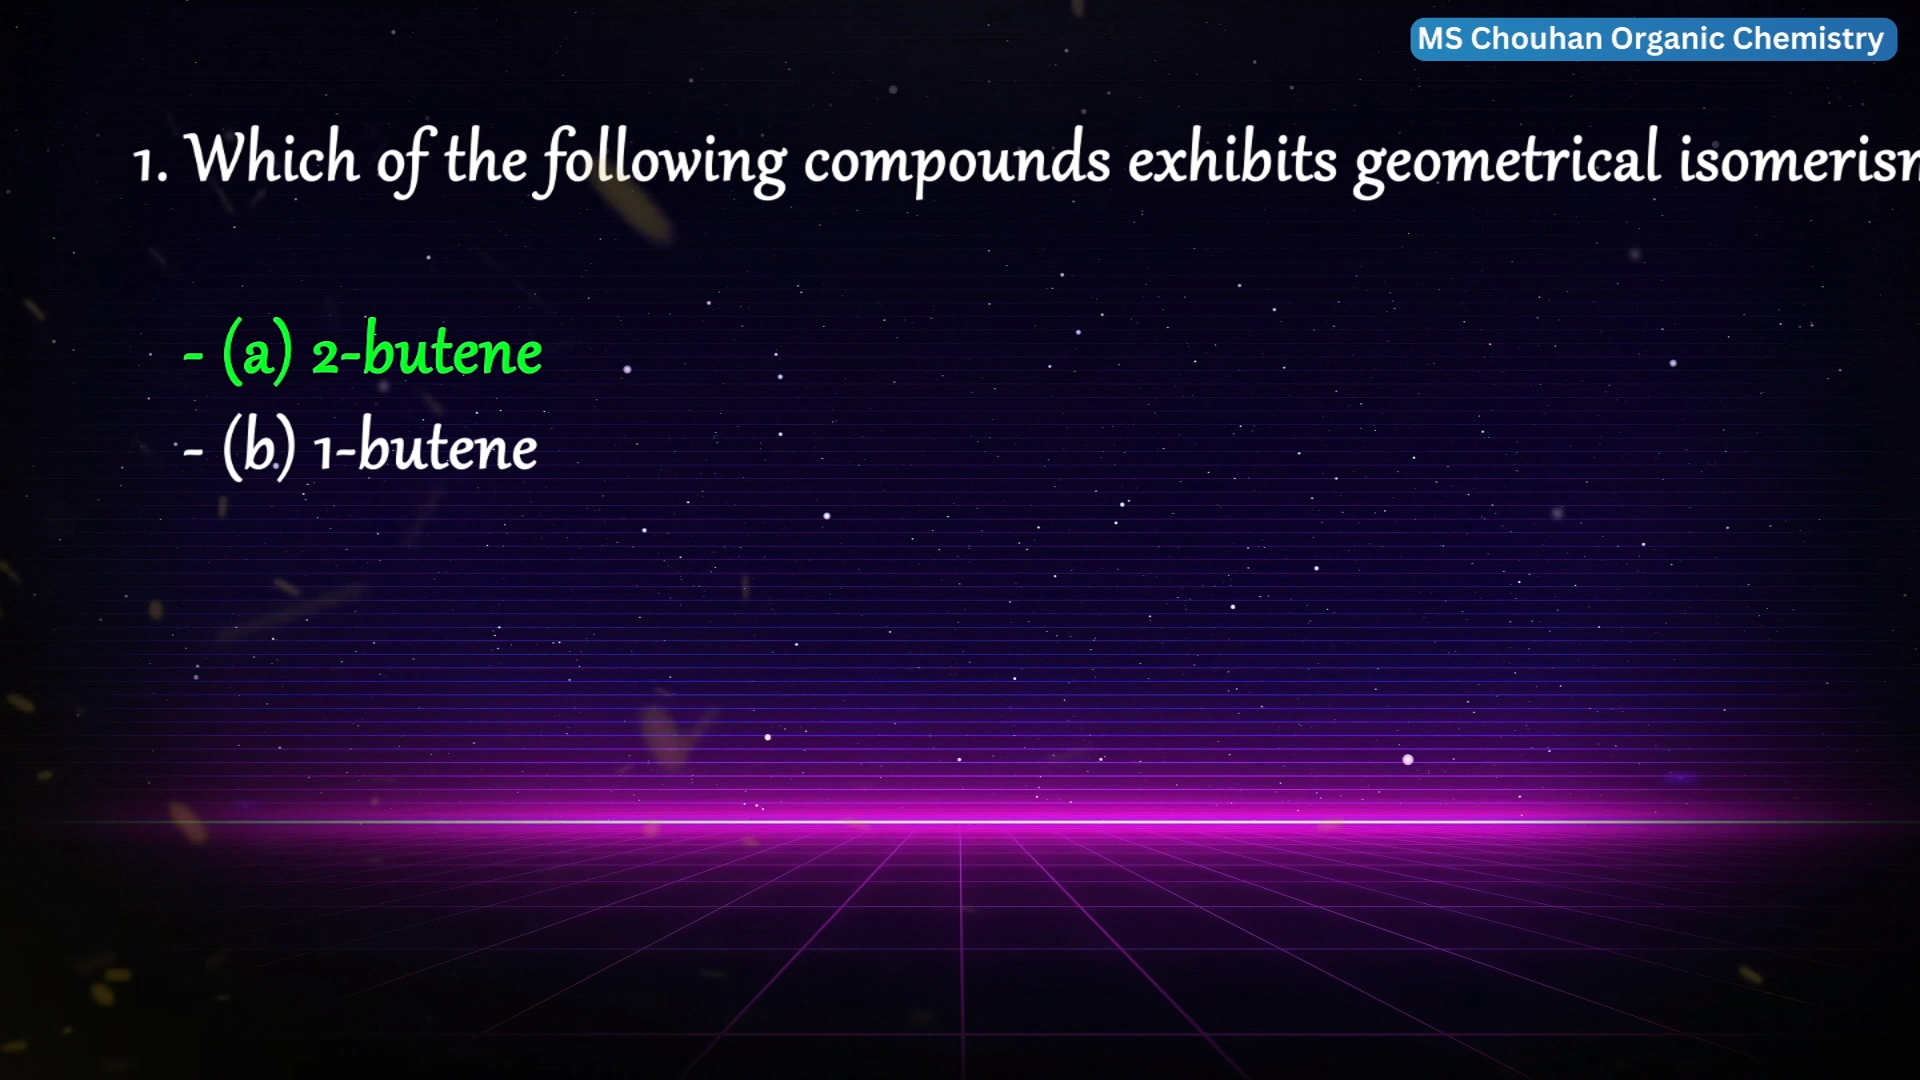 MS Chouhan Organic Chemistry
1. Which of the following compounds exhibits geometrical isomerism
- (a) 2-butene
- (b) 1-butene